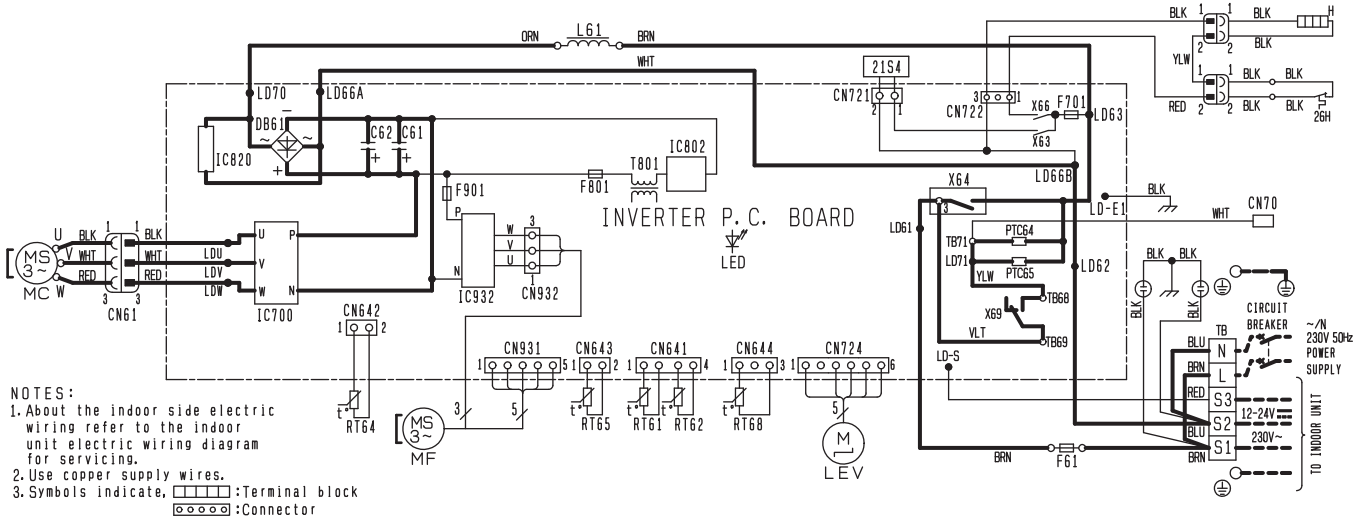 ORN L61 BRN
WHT
BLK 1 1 BLK H
2 2 BLK
YLW
1 1 BLK BLK
RED 2 2 BLK BLK
26H
LD70 LD66A
21S4
CN721 2 1
CN722 3 1
X66 F701 LD63
X63
DB61
−
~ ~
+
IC820
C62 C61
+ +
IC802
T801
F801
F901
LD66B
INVERTER P.C. BOARD
LED
X64
3
LD-E1 BLK
WHT CN70
LD61
TB71 PTC64
LD71 PTC65
YLW
LD62
X69 TB68
VLT TB69
LD-S
MS
3~
MC
U BLK 1 1 BLK LDU U P
V WHT WHT LDV V
W RED 3 3 RED LDW W N
CN61
IC700
P
N
IC932
W 3
V
U 1
CN932
CN642
1 2
t°
RT64
CN931
1 5
3 5
MS
3~
MF
CN643
1 2
t°
RT65
CN641
1 4
t° t°
RT61 RT62
CN644
1 3
t°
RT68
CN724
1 6
5
M
LEV
BLK BLK
BLK BLK
CIRCUIT
BREAKER
~/N
230V 50Hz
POWER
SUPPLY
TB
BLU N
BRN L
RED S3
12-24V
S2
BLU 230V~
S1
BRN
BRN F61
TO INDOOR UNIT
NOTES:
1. About the indoor side electric
wiring refer to the indoor
unit electric wiring diagram
for servicing.
2. Use copper supply wires.
3. Symbols indicate, :Terminal block
:Connector